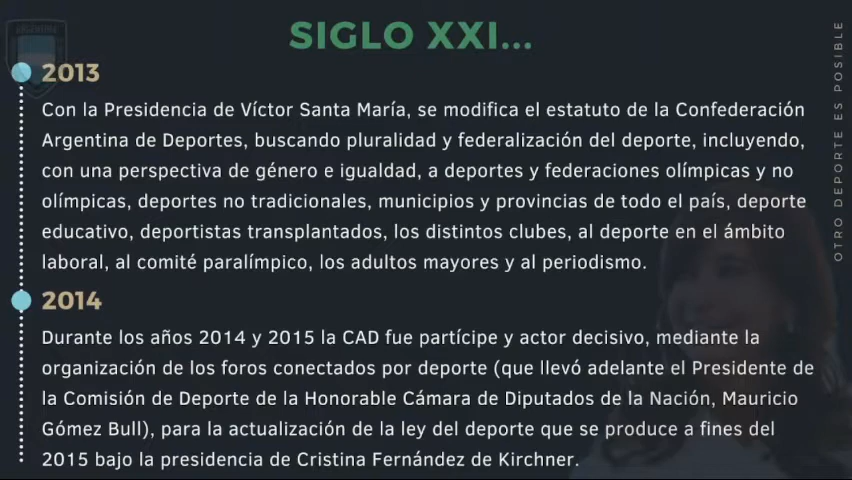 SIGLO XXI...
2013
Con la Presidencia de Víctor Santa María, se modifica el estatuto de la Confederación
Argentina de Deportes, buscando pluralidad y federalización del deporte, incluyendo,
con una perspectiva de género e igualdad, a deportes y federaciones olímpicas y no
olímpicas, deportes no tradicionales, municipios y provincias de todo el país, deporte
educativo, deportistas transplantados, los distintos clubes, al deporte en el ámbito
laboral, al comité paralímpico, los adultos mayores y al periodismo.
2014
Durante los años 2014 y 2015 la CAD fue partícipe y actor decisivo, mediante la
organización de los foros conectados por deporte (que llevó adelante el Presidente de
la Comisión de Deporte de la Honorable Cámara de Diputados de la Nación, Mauricio
Gómez Bull), para la actualización de la ley del deporte que se produce a fines del
2015 bajo la presidencia de Cristina Fernández de Kirchner.
OTRO DEPORTE ES POSIBLE